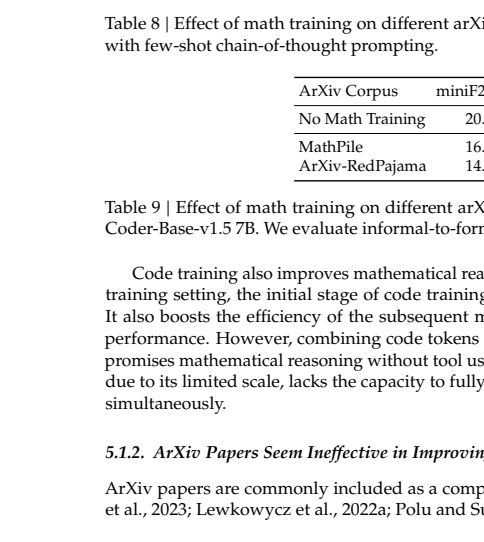 Table 8 | Effect of math training on different arXi
with few-shot chain-of-thought prompting.
ArXiv Corpus miniF2
No Math Training 20.
MathPile 16.
ArXiv-RedPajama 14.
Table 9 | Effect of math training on different arX
Coder-Base-v1.5 7B. We evaluate informal-to-for
Code training also improves mathematical rea
training setting, the initial stage of code training
It also boosts the efficiency of the subsequent m
performance. However, combining code tokens
promises mathematical reasoning without tool us
due to its limited scale, lacks the capacity to fully
simultaneously.
5.1.2. ArXiv Papers Seem Ineffective in Improvin
ArXiv papers are commonly included as a comp
et al., 2023; Lewkowycz et al., 2022a; Polu and Su